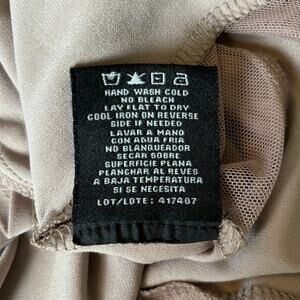 HAND WASH COLD
NO BLEACH
LAY FLAT TO DRY
COOL IRON ON REVERSE
SIDE IF NEEDED
LAVAR A MANO
CON AGUA FRIA
NO BLANQUEADOR
SECAR SOBRE
SUPERFICIE PLANA
PLANCHAR AL REVES
A BAJA TEMPERATURA
SI SE NECESITA
LOT/LOTE: 417467